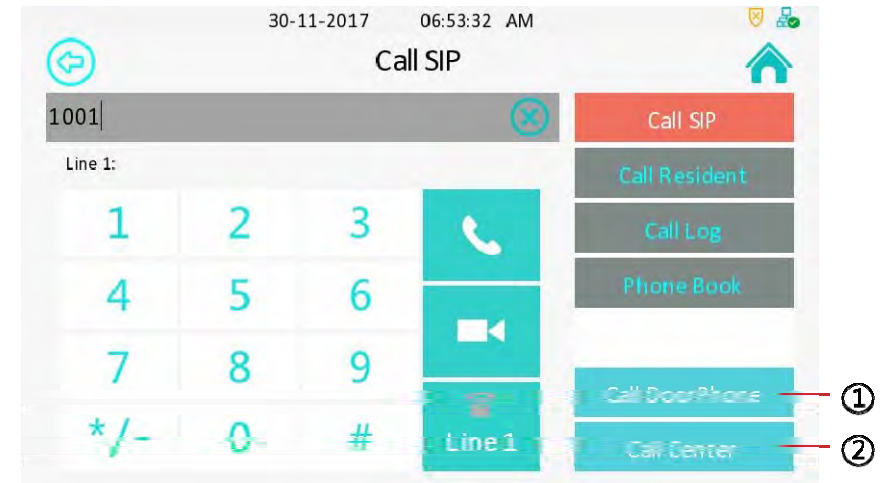 30-11-2017 06:53:32 AM
Call SIP
1001
Call SIP
Line 1:
Call Resident
1 2 3
Call Log
4 5 6
Phone Book
7 8 9
Call DoorPhone
①
*/- 0 #
Line 1
Call Center
②